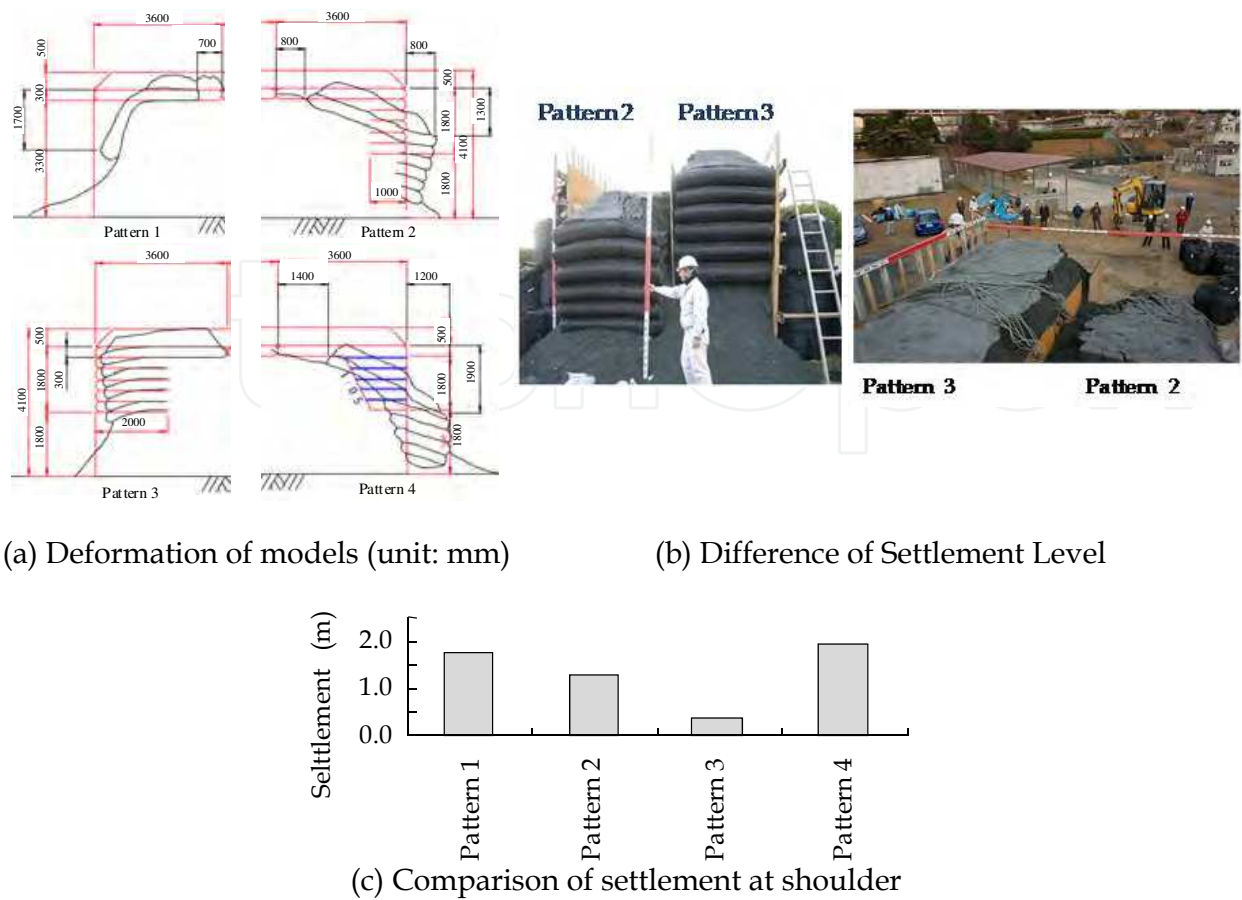 3600
700
500
300
1700
3300
Pattern 1
3600
800
800
500
1300
1800
4100
1800
1000
Pattern 2
3600
500
300
1800
4100
1800
2000
Pattern 3
3600
1400
1200
500
1900
1800
1800
Pattern 4
(a) Deformation of models (unit: mm)
Pattern2
Pattern3
Pattern 3
Pattern 2
(b) Difference of Settlement Level
Selttlement (m)
2.0
1.0
0.0
Pattern 1
Pattern 2
Pattern 3
Pattern 4
(c) Comparison of settlement at shoulder